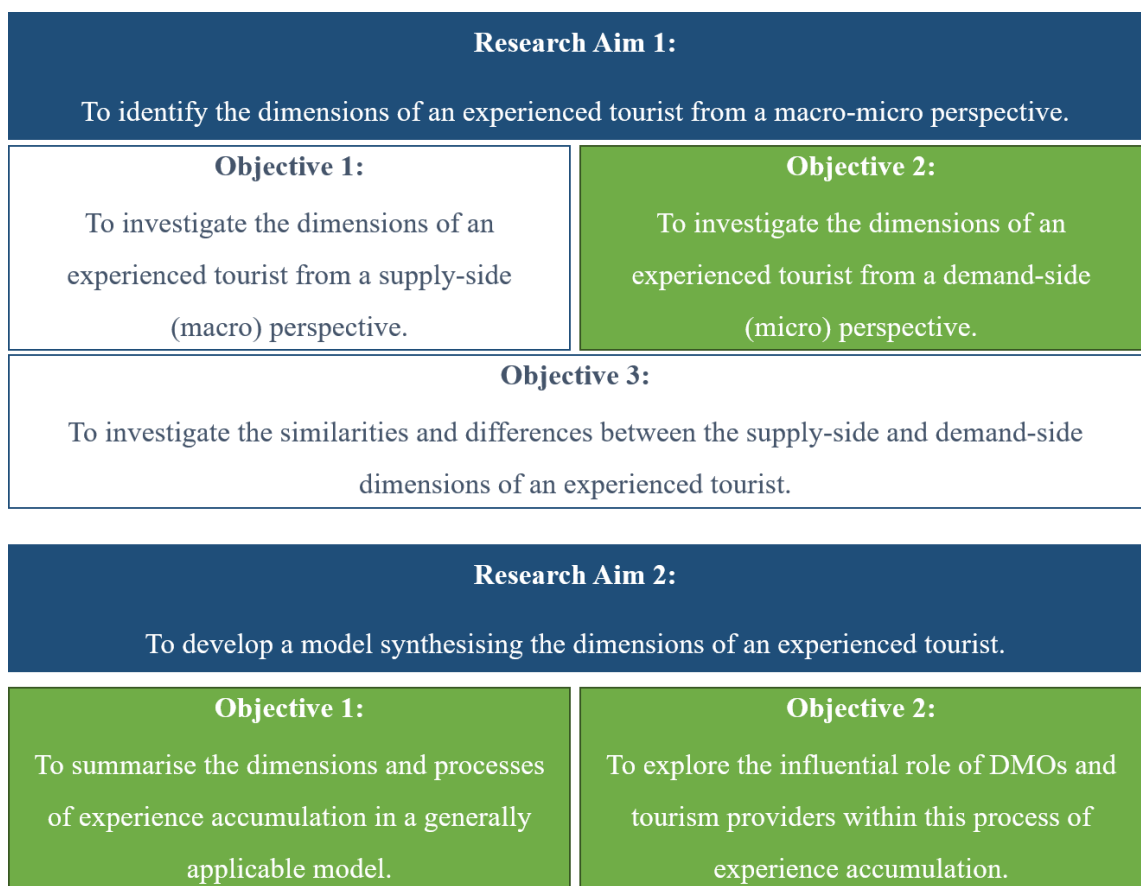 Research Aim 1:
To identify the dimensions of an experienced tourist from a macro-micro perspective.
Objective 1:
To investigate the dimensions of an
experienced tourist from a supply-side
(macro) perspective.
Objective 2:
To investigate the dimensions of an
experienced tourist from a demand-side
(micro) perspective.
Objective 3:
To investigate the similarities and differences between the supply-side and demand-side
dimensions of an experienced tourist.
Research Aim 2:
To develop a model synthesising the dimensions of an experienced tourist.
Objective 1:
To summarise the dimensions and processes
of experience accumulation in a generally
applicable model.
Objective 2:
To explore the influential role of DMOs and
tourism providers within this process of
experience accumulation.